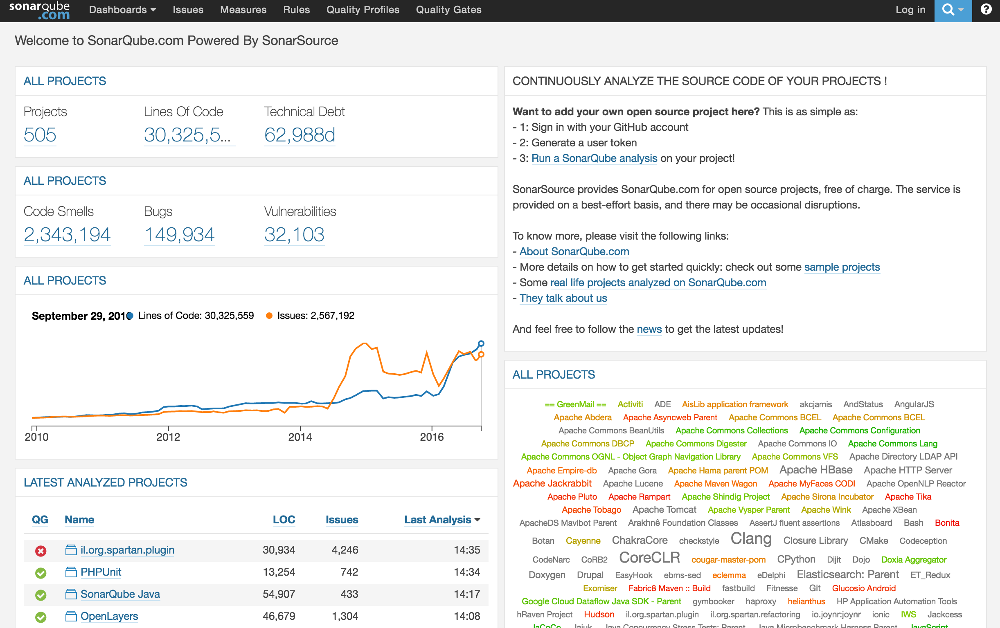 sonarqube
.com
Dashboards Issues Measures Rules Quality Profiles Quality Gates Log in
Welcome to SonarQube.com Powered By SonarSource
ALL PROJECTS
Projects Lines Of Code Technical Debt
505 30,325,5... 62,988d
ALL PROJECTS
Code Smells Bugs Vulnerabilities
2,343,194 149,934 32,103
ALL PROJECTS
September 29, 201 Lines of Code: 30,325,559 Issues: 2,567,192
2010 2012 2014 2016
LATEST ANALYZED PROJECTS
QG Name LOC Issues Last Analysis
il.org.spartan.plugin 30,934 4,246 14:35
PHPUnit 13,254 742 14:34
SonarQube Java 54,907 433 14:17
OpenLayers 46,679 1,304 14:08
CONTINUOUSLY ANALYZE THE SOURCE CODE OF YOUR PROJECTS !
Want to add your own open source project here? This is as simple as:
- 1: Sign in with your GitHub account
- 2: Generate a user token
- 3: Run a SonarQube analysis on your project!
SonarSource provides SonarQube.com for open source projects, free of charge. The service is
provided on a best-effort basis, and there may be occasional disruptions.
To know more, please visit the following links:
- About SonarQube.com
- More details on how to get started quickly: check out some sample projects
- Some real life projects analyzed on SonarQube.com
- They talk about us
And feel free to follow the news to get the latest updates!
ALL PROJECTS
== GreenMail == Activiti ADE AisLib application framework akcjamis AndStatus AngularJS
Apache Abdera Apache Asyncweb Parent Apache Commons BCEL Apache Commons BCEL
Apache Commons BeanUtils Apache Commons Collections Apache Commons Configuration
Apache Commons DBCP Apache Commons Digester Apache Commons IO Apache Commons Lang
Apache Commons OGNL - Object Graph Navigation Library Apache Commons VFS Apache Directory LDAP API
Apache Empire-db Apache Gora Apache Hama parent POM Apache HBase Apache HTTP Server
Apache Jackrabbit Apache Lucene Apache Maven Wagon Apache MyFaces CODI Apache OpenNLP Reactor
Apache Pluto Apache Rampart Apache Shindig Project Apache Sirona Incubator Apache Tika
Apache Tobago Apache Tomcat Apache Vysper Parent Apache Wink Apache XBean
ApacheDS Mavibot Parent Arakhnê Foundation Classes AssertJ fluent assertions Atlasboard Bash Bonita
Botan Cayenne ChakraCore checkstyle Clang Closure Library CMake Codeception
CodeNarc CoRB2 CoreCLR cougar-master-pom CPython Dijit Dojo Doxia Aggregator
Doxygen Drupal EasyHook ebms-sed eclemma eDelphi Elasticsearch: Parent ET_Redux
Exomiser Fabric8 Maven :: Build fastbuild Fitnesse Git Glucosio Android
Google Cloud Dataflow Java SDK - Parent gymbooker haproxy helianthus HP Application Automation Tools
hRaven Project Hudson il.org.spartan.plugin il.org.spartan.refactoring io.joynr:joynr ionic IWS Jackcess
JaCoCo Jajuk Java Concurrency Stress Tests: Parent Java Microbenchmark Harness Parent JavaScript